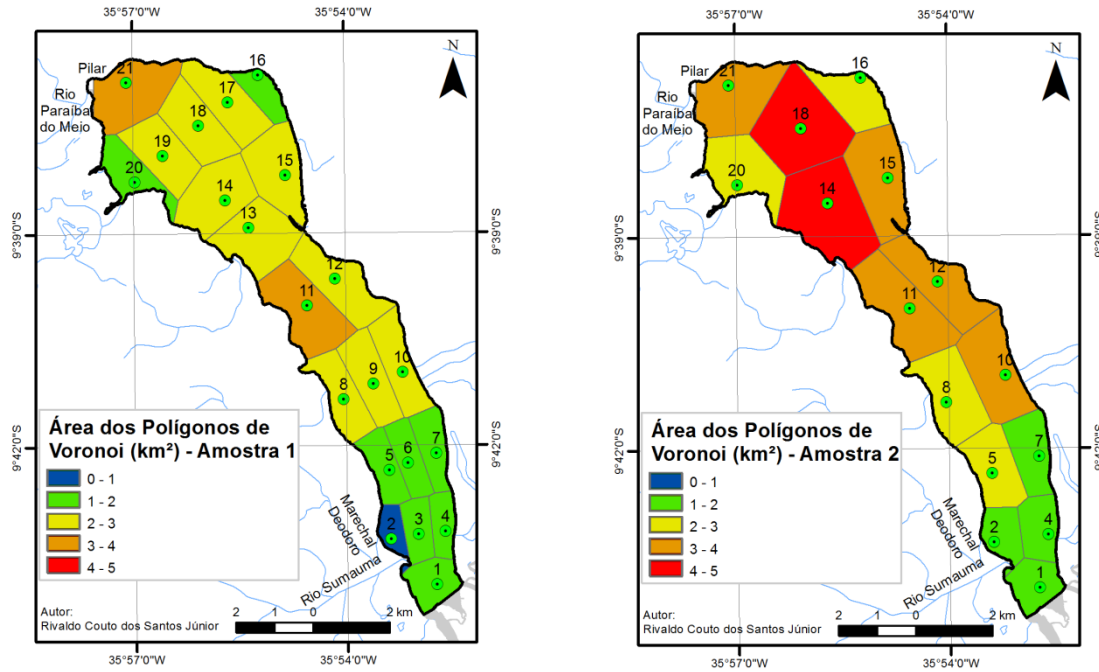 35°57'0"W
35°54'0"W
N
Pilar
Rio
Paraíba
do Meio
21
16
17
18
19
20
15
14
13
9°39'0"S
12
11
10
9
8
9°42'0"S
7
6
5
4
3
2
1
Marechal
Deodoro
Rio Sumauma
Área dos Polígonos de
Voronoi (km²) - Amostra 1
0 - 1
1 - 2
2 - 3
3 - 4
4 - 5
Autor:
Rivaldo Couto dos Santos Júnior
2 1 0 2 km
35°57'0"W
35°54'0"W
35°57'0"W
35°54'0"W
N
Pilar
Rio
Paraíba
do Meio
21
16
18
20
15
14
9°39'0"S
9°39'0"S
12
11
10
8
9°42'0"S
9°42'0"S
7
5
4
2
1
Marechal
Deodoro
Rio Sumauma
Área dos Polígonos de
Voronoi (km²) - Amostra 2
0 - 1
1 - 2
2 - 3
3 - 4
4 - 5
Autor:
Rivaldo Couto dos Santos Júnior
2 1 0 2 km
35°57'0"W
35°54'0"W